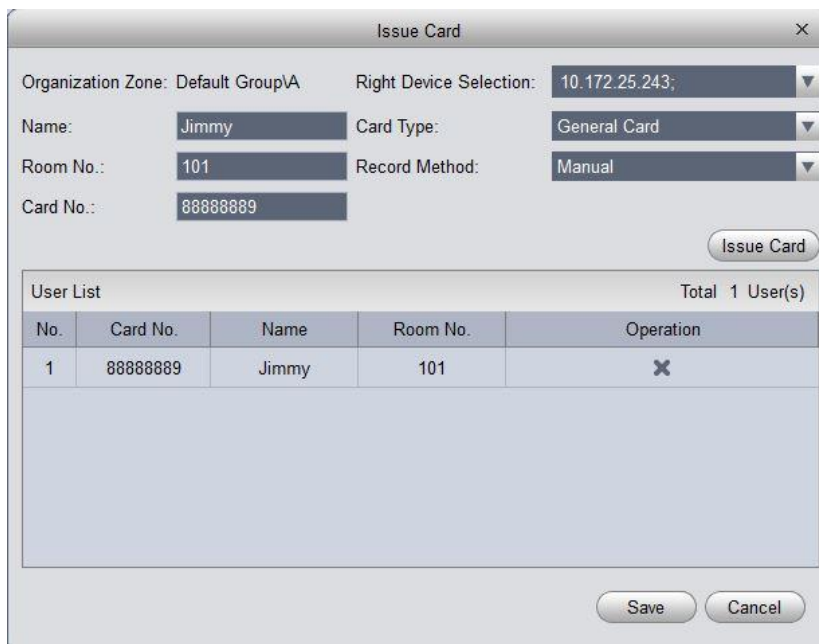 Issue Card
Organization Zone: Default Group\A Right Device Selection: 10.172.25.243;
Name: Jimmy Card Type: General Card
Room No.: 101 Record Method: Manual
Card No.: 88888889
Issue Card
User List Total 1 User(s)
No. Card No. Name Room No. Operation
1 88888889 Jimmy 101
Save Cancel